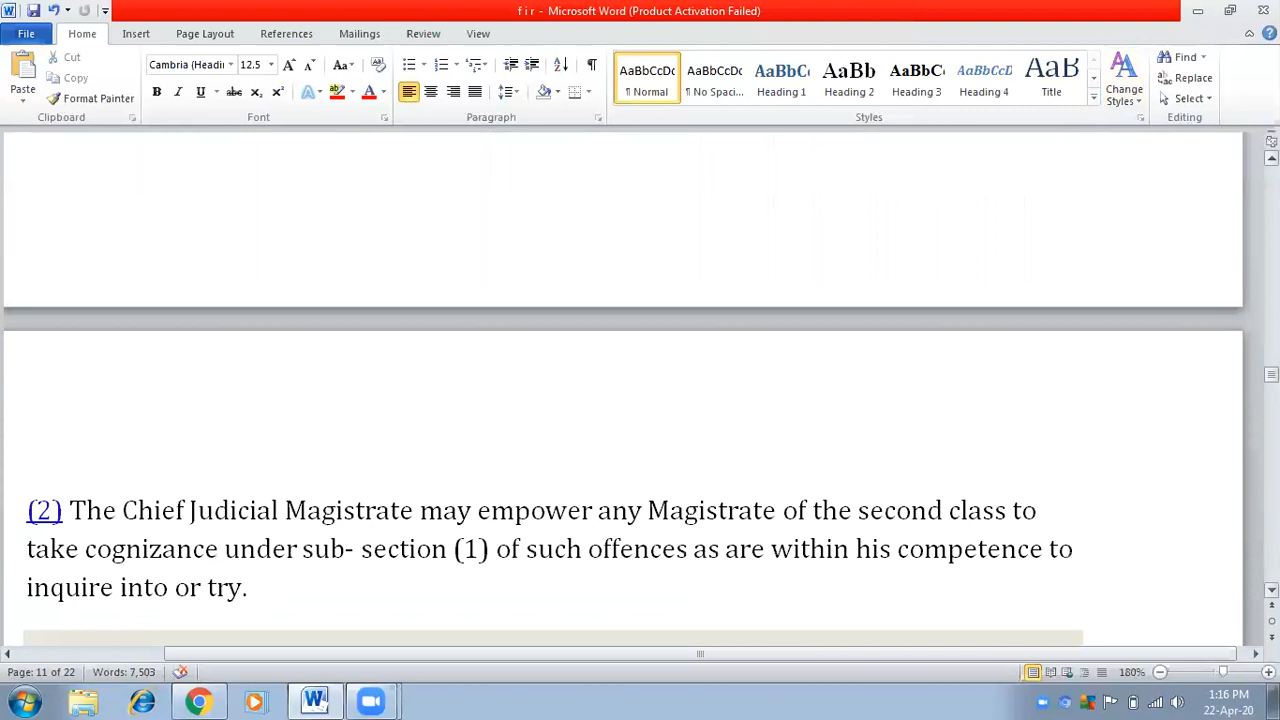 f i r - Microsoft Word (Product Activation Failed)
File Home Insert Page Layout References Mailings Review View
Paste
Cut
Copy
Format Painter
Clipboard
Cambria (Headi 12.5
Font
Paragraph
AaBbCcDc AaBbCcDc AaBbC AaBb AaBbC AaBbCcD AaB
¶ Normal ¶ No Spaci... Heading 1 Heading 2 Heading 3 Heading 4 Title
Styles
Change
Styles
Find
Replace
Select
Editing
(2) The Chief Judicial Magistrate may empower any Magistrate of the second class to
take cognizance under sub- section (1) of such offences as are within his competence to
inquire into or try.
Page: 11 of 22 Words: 7,503 180%
1:16 PM
22-Apr-20